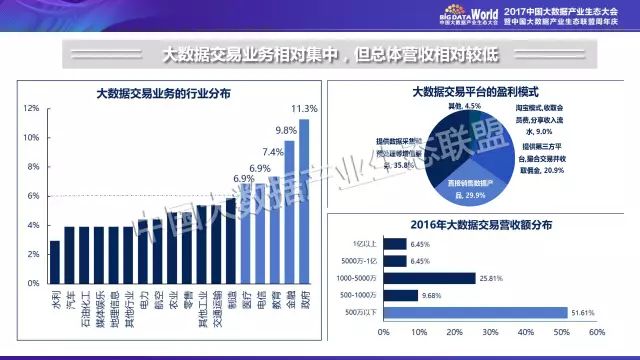 BIG DATA World
中国大数据产业生态大会
2017中国大数据产业生态大会
暨中国大数据产业生态联盟周年庆
大数据交易业务相对集中，但总体营收相对较低
大数据交易业务的行业分布
12%
10%
8%
6%
4%
2%
0%
6.9%
6.9%
7.4%
9.8%
11.3%
水利
汽车
石油化工
媒体娱乐
地理信息
其他行业
电力
航空
农业
零售
其他工业
交通运输
制造
医疗
电信
教育
金融
政府
大数据交易平台的盈利模式
其他, 4.5%
淘宝模式,收取会
员费,分享收入流
水, 9.0%
提供第三方平
台,撮合交易并收
取佣金, 20.9%
直接销售数据产
品, 29.9%
提供数据采集、
预处理等增值服
务, 35.8%
2016年大数据交易营收额分布
1亿以上
6.45%
5000万-1亿
6.45%
1000-5000万
25.81%
500-1000万
9.68%
500万以下
51.61%
0%
10%
20%
30%
40%
50%
60%
中国大数据产业生态联盟